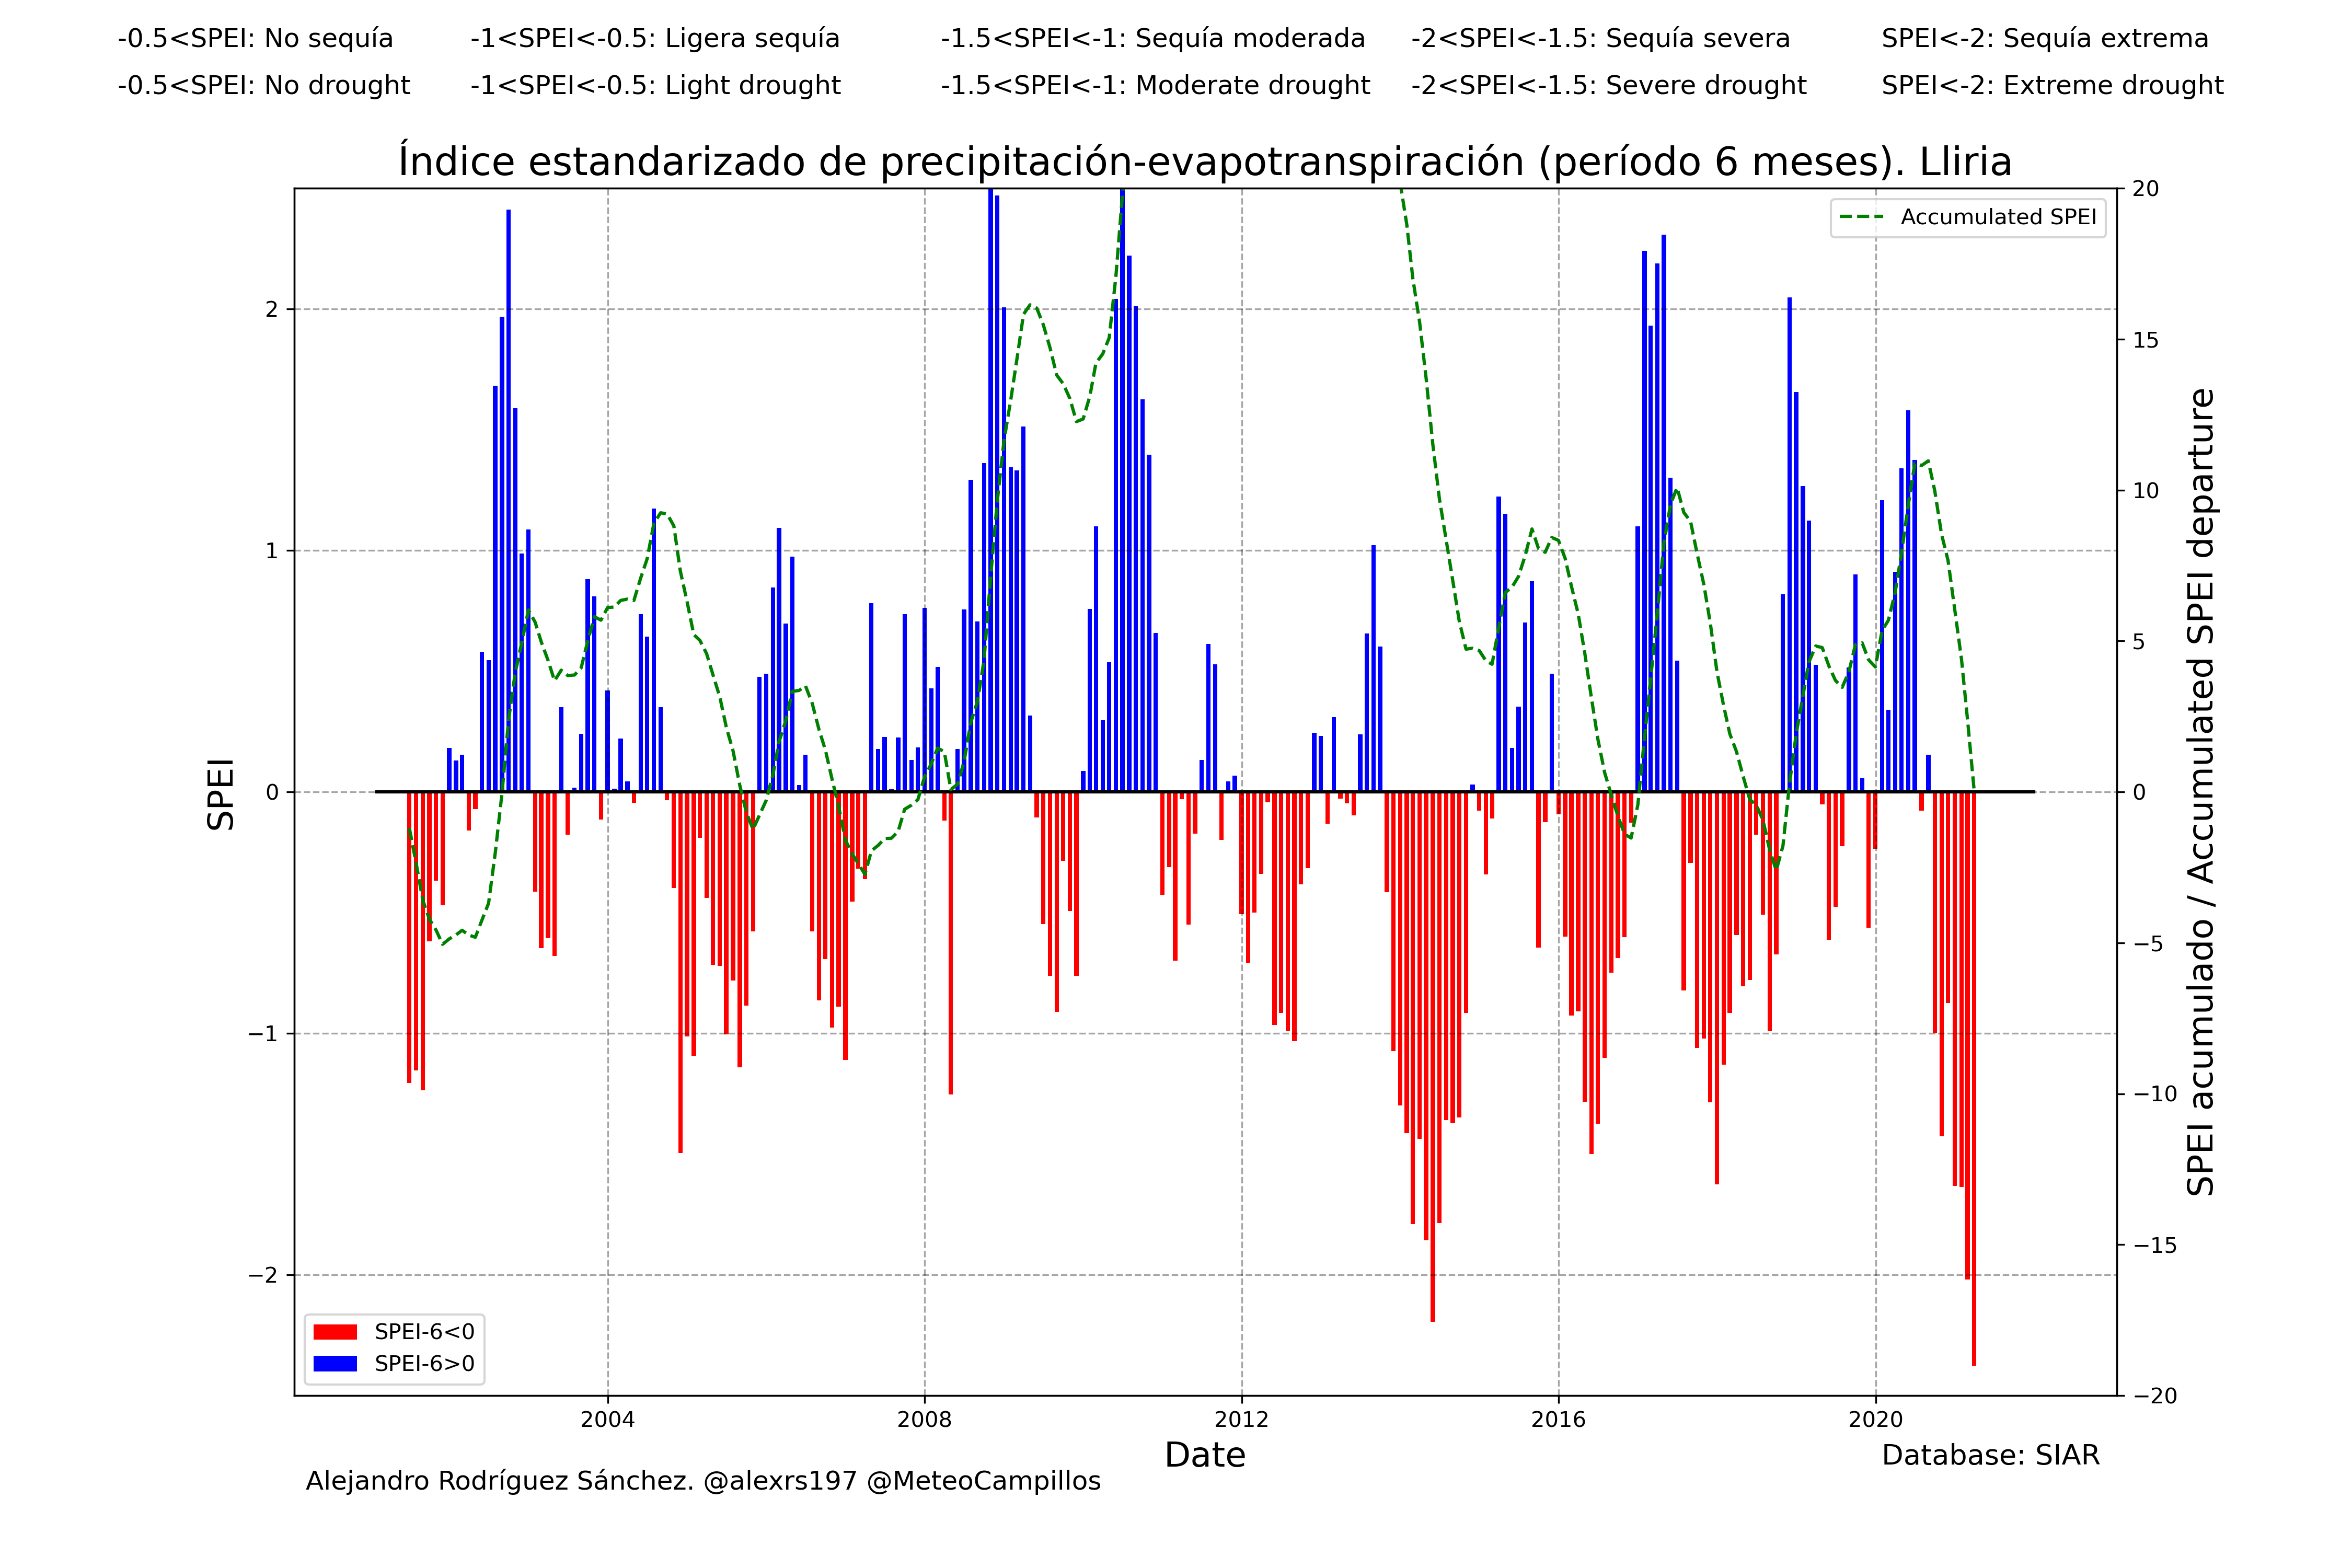 -0.5<SPEI: No sequía -1<SPEI<-0.5: Ligera sequía -1.5<SPEI<-1: Sequía moderada -2<SPEI<-1.5: Sequía severa SPEI<-2: Sequía extrema
-0.5<SPEI: No drought -1<SPEI<-0.5: Light drought -1.5<SPEI<-1: Moderate drought -2<SPEI<-1.5: Severe drought SPEI<-2: Extreme drought
Índice estandarizado de precipitación-evapotranspiración (período 6 meses). Lliria
Accumulated SPEI
SPEI
2
1
0
−1
−2
20
15
10
5
0
−5
−10
−15
−20
SPEI acumulado / Accumulated SPEI departure
SPEI-6<0
SPEI-6>0
2004 2008 2012 2016 2020
Date
Database: SIAR
Alejandro Rodríguez Sánchez. @alexrs197 @MeteoCampillos